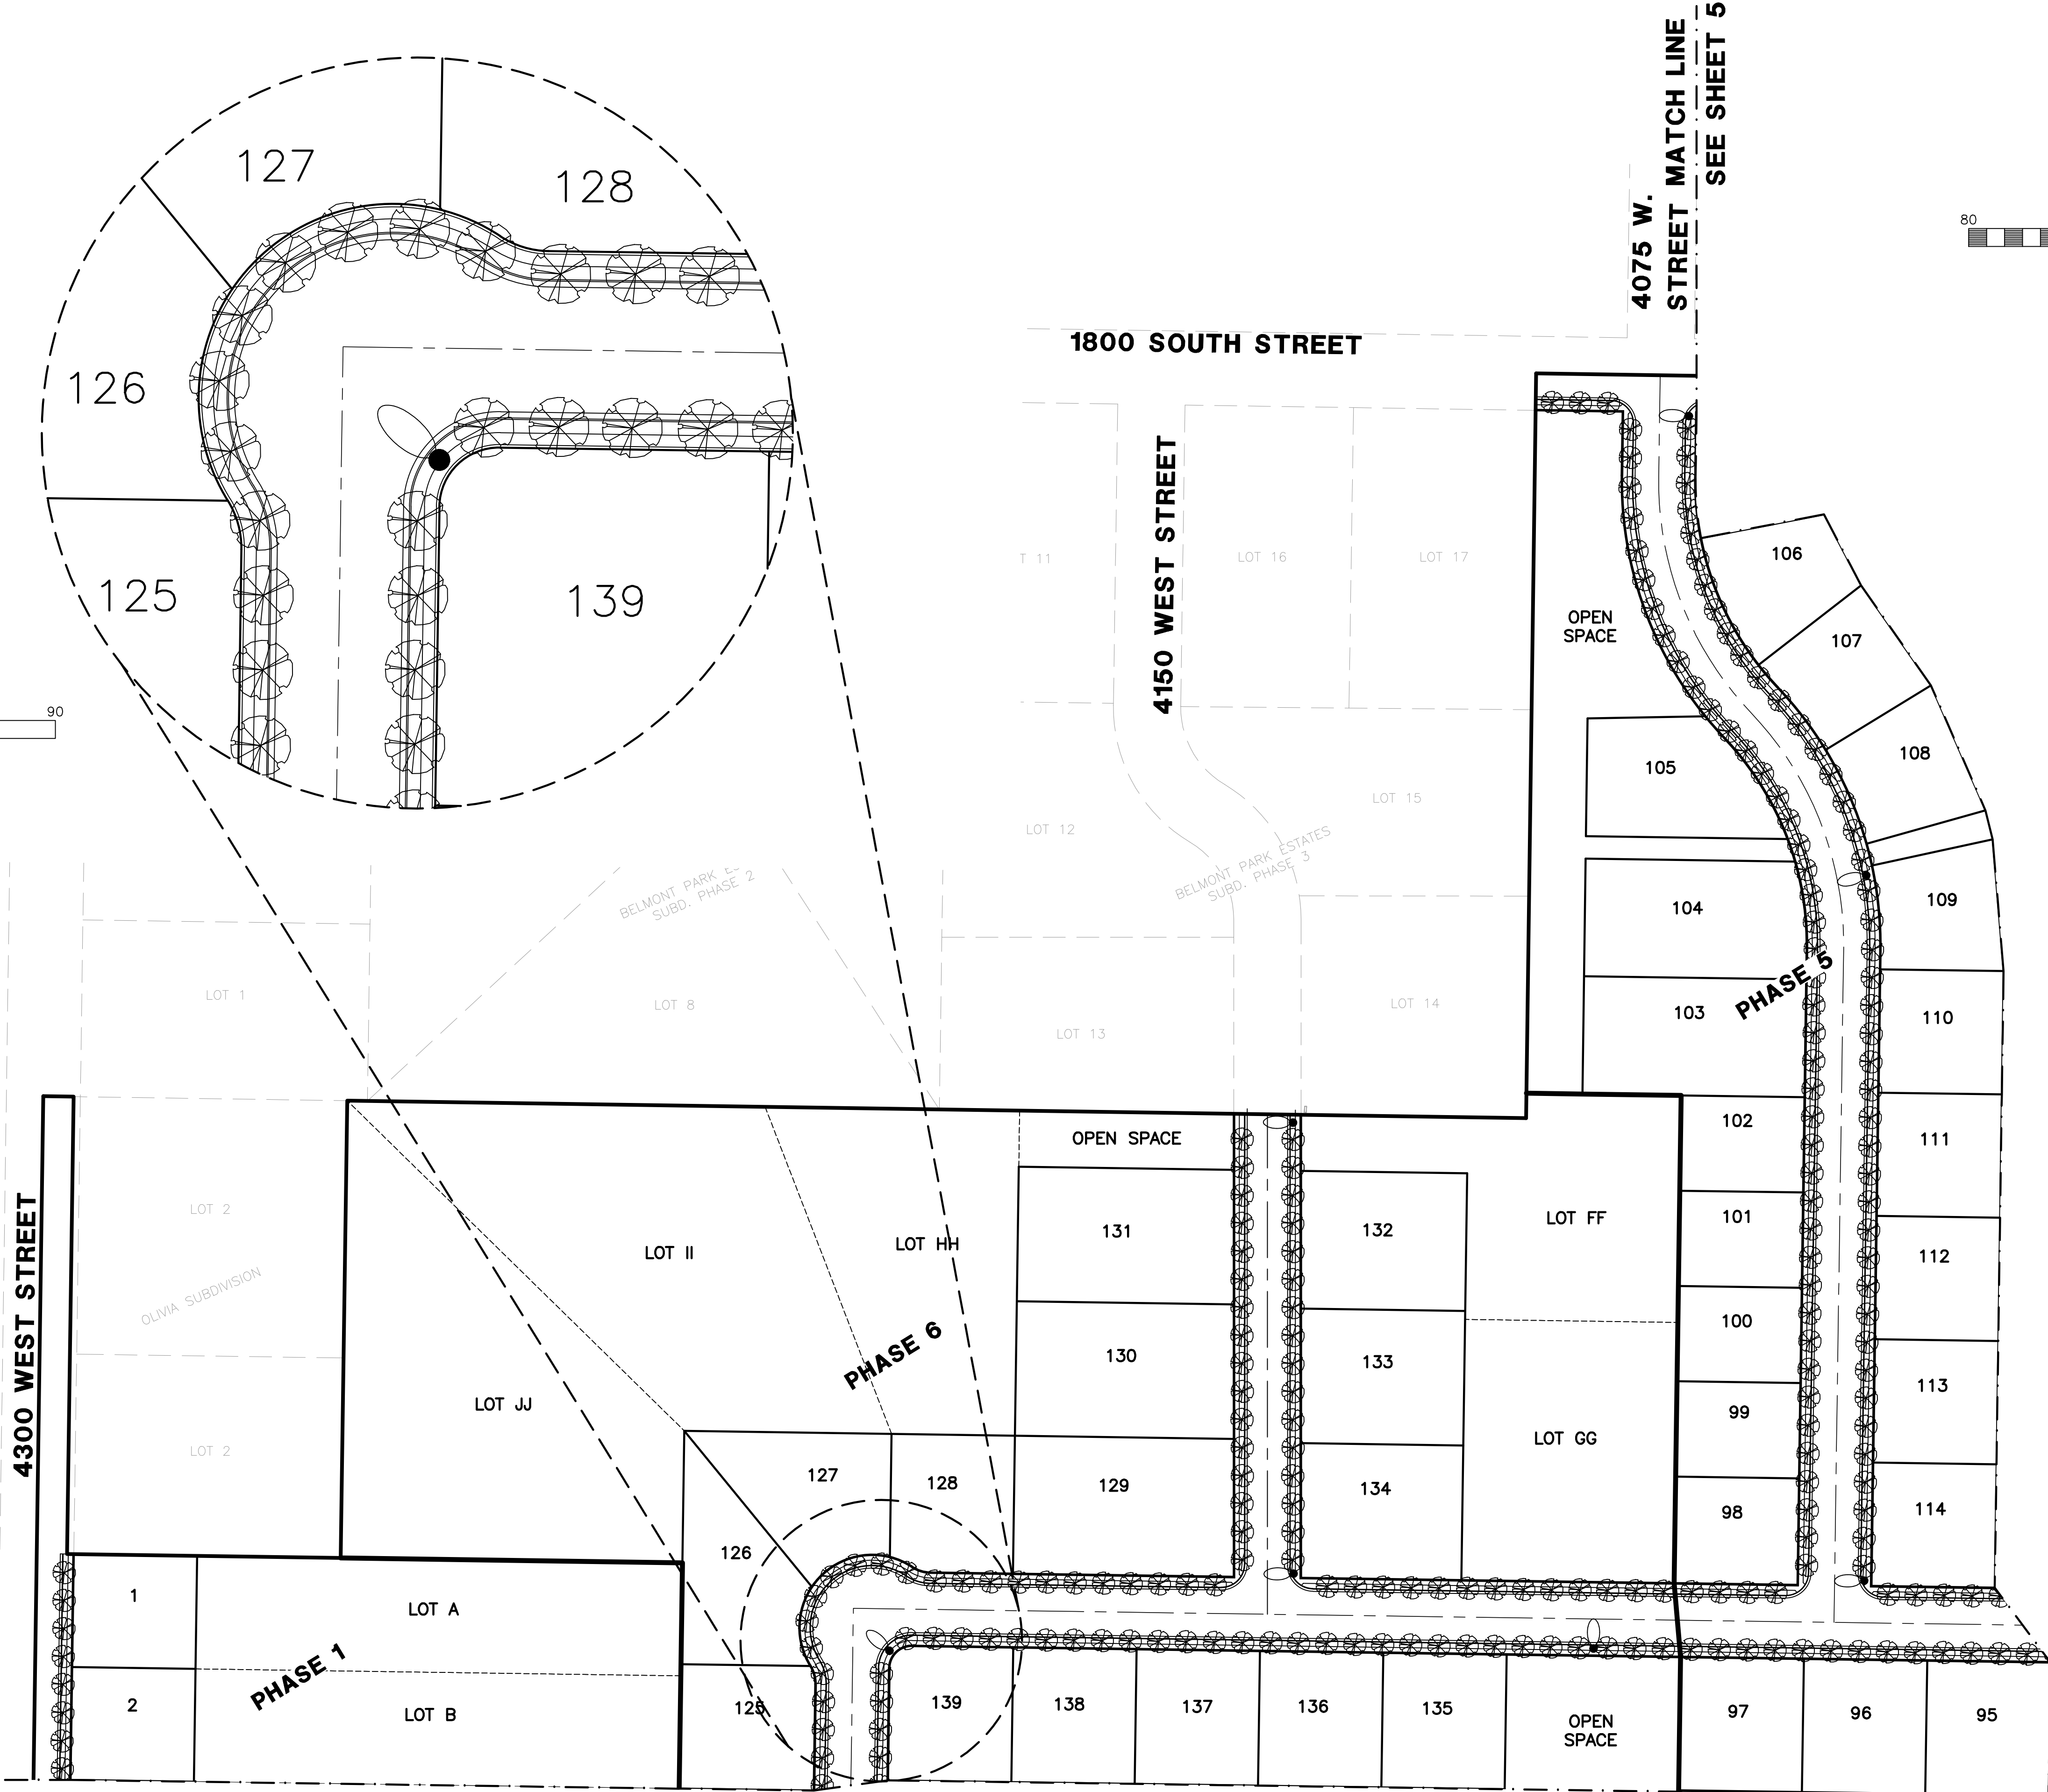 4075 W.
STREET MATCH LINE
SEE SHEET 5
127
128
126
125
139
80
90
1800 SOUTH STREET
4150 WEST STREET
T 11
LOT 16
LOT 17
LOT 12
LOT 15
BELMONT PARK ESTATES
SUBD. PHASE 3
BELMONT PARK
SUBD. PHASE 2
LOT 1
LOT 8
LOT 13
LOT 14
OPEN
SPACE
106
107
108
105
104
109
PHASE 5
103
110
102
111
101
112
100
113
99
98
114
4300 WEST STREET
LOT 2
OLIVIA SUBDIVISION
LOT 2
OPEN SPACE
LOT II
LOT HH
131
132
LOT FF
PHASE 6
130
133
LOT JJ
LOT GG
127
128
129
134
126
1
LOT A
PHASE 1
2
LOT B
125
139
138
137
136
135
OPEN
SPACE
97
96
95